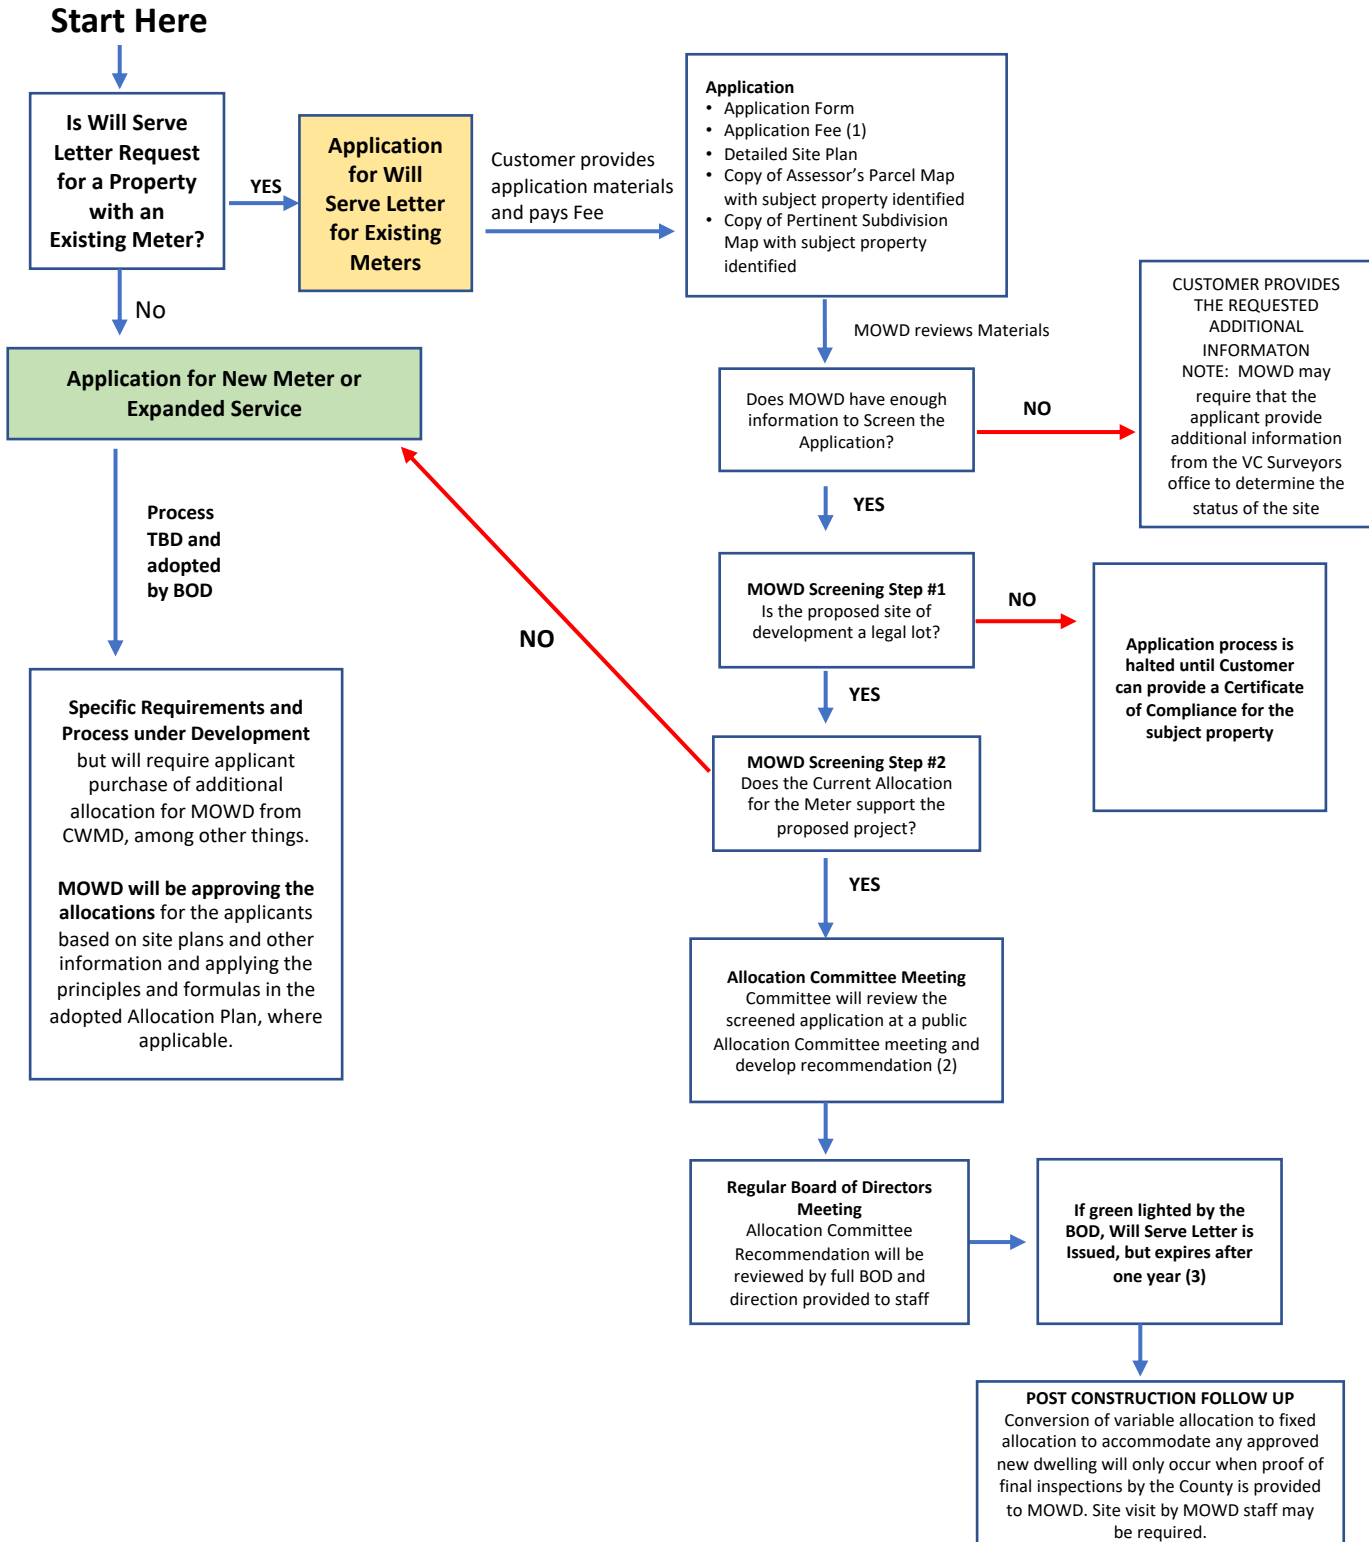 Start Here
Is Will Serve
Letter Request
for a Property
with an
Existing Meter?
YES
Application
for Will
Serve Letter
for Existing
Meters
Customer provides
application materials
and pays Fee
Application
• Application Form
• Application Fee (1)
• Detailed Site Plan
• Copy of Assessor's Parcel Map
with subject property identified
• Copy of Pertinent Subdivision
Map with subject property
identified
No
Application for New Meter or
Expanded Service
MOWD reviews Materials
Does MOWD have enough
information to Screen the
Application?
NO
CUSTOMER PROVIDES
THE REQUESTED
ADDITIONAL
INFORMATON
NOTE: MOWD may
require that the
applicant provide
additional information
from the VC Surveyors
office to determine the
status of the site
YES
Process
TBD and
adopted
by BOD
MOWD Screening Step #1
Is the proposed site of
development a legal lot?
NO
Application process is
halted until Customer
can provide a Certificate
of Compliance for the
subject property
YES
NO
MOWD Screening Step #2
Does the Current Allocation
for the Meter support the
proposed project?
YES
Specific Requirements and
Process under Development
but will require applicant
purchase of additional
allocation for MOWD from
CWMD, among other things.
MOWD will be approving the
allocations for the applicants
based on site plans and other
information and applying the
principles and formulas in the
adopted Allocation Plan, where
applicable.
Allocation Committee Meeting
Committee will review the
screened application at a public
Allocation Committee meeting and
develop recommendation (2)
Regular Board of Directors
Meeting
Allocation Committee
Recommendation will be
reviewed by full BOD and
direction provided to staff
If green lighted by the
BOD, Will Serve Letter is
Issued, but expires after
one year (3)
POST CONSTRUCTION FOLLOW UP
Conversion of variable allocation to fixed
allocation to accommodate any approved
new dwelling will only occur when proof of
final inspections by the County is provided
to MOWD. Site visit by MOWD staff may
be required.